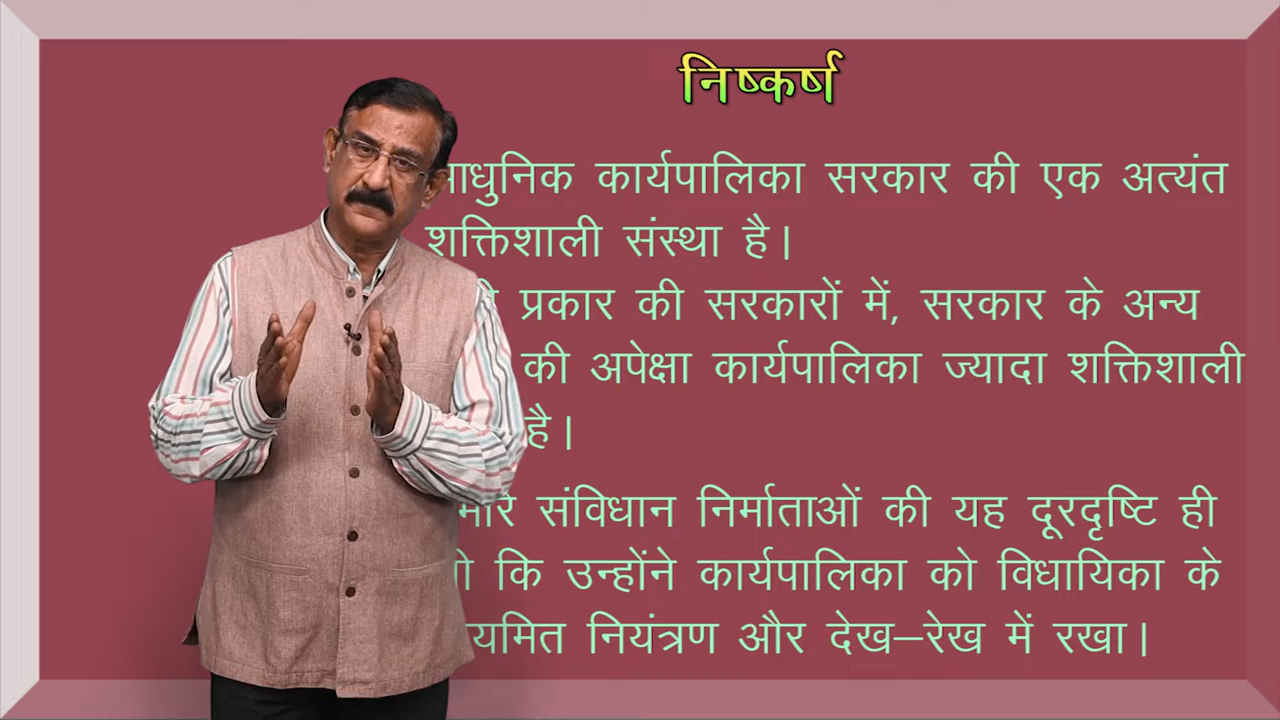 निष्कर्ष
कार्यपालिका सरकार की एक अत्यंत
शक्तिशाली संस्था है।
प्रकार की सरकारों में, सरकार के अन्य
की अपेक्षा कार्यपालिका ज्यादा शक्तिशाली
है।
संविधान निर्माताओं की यह दूरदृष्टि ही
कि उन्होंने कार्यपालिका को विधायिका के
नियंत्रण और देख–रेख में रखा।